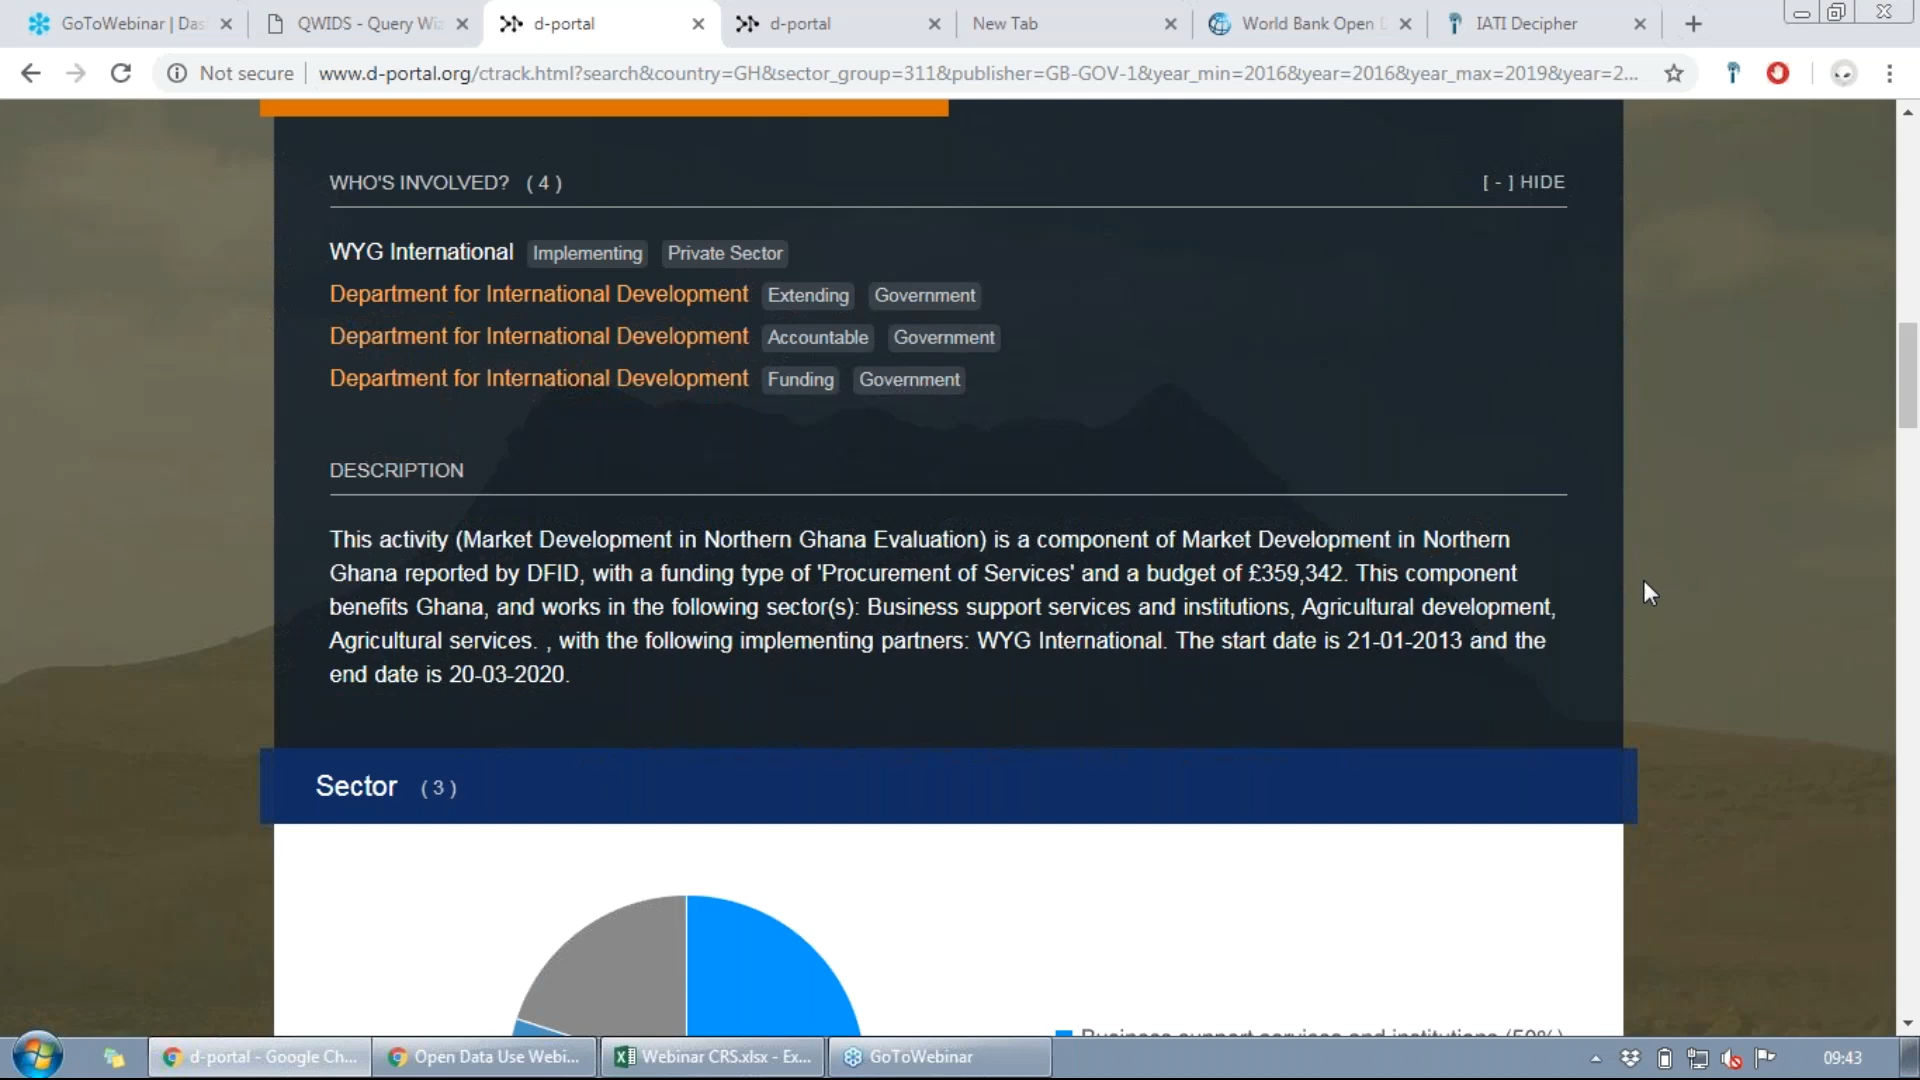 GoToWebinar | Das
QWIDS - Query Wiz
d-portal
d-portal
New Tab
World Bank Open D
IATI Decipher
Not secure
www.d-portal.org/ctrack.html?search&country=GH&sector_group=311&publisher=GB-GOV-1&year_min=2016&year=2016&year_max=2019&year=2...
WHO'S INVOLVED? ( 4 )
[ - ] HIDE
WYG International Implementing Private Sector
Department for International Development Extending Government
Department for International Development Accountable Government
Department for International Development Funding Government
DESCRIPTION
This activity (Market Development in Northern Ghana Evaluation) is a component of Market Development in Northern
Ghana reported by DFID, with a funding type of 'Procurement of Services' and a budget of £359,342. This component
benefits Ghana, and works in the following sector(s): Business support services and institutions, Agricultural development,
Agricultural services. , with the following implementing partners: WYG International. The start date is 21-01-2013 and the
end date is 20-03-2020.
Sector ( 3 )
Business support services and institutions (50%)
d-portal - Google Ch...
Open Data Use Webi...
Webinar CRS.xlsx - Ex...
GoToWebinar
09:43